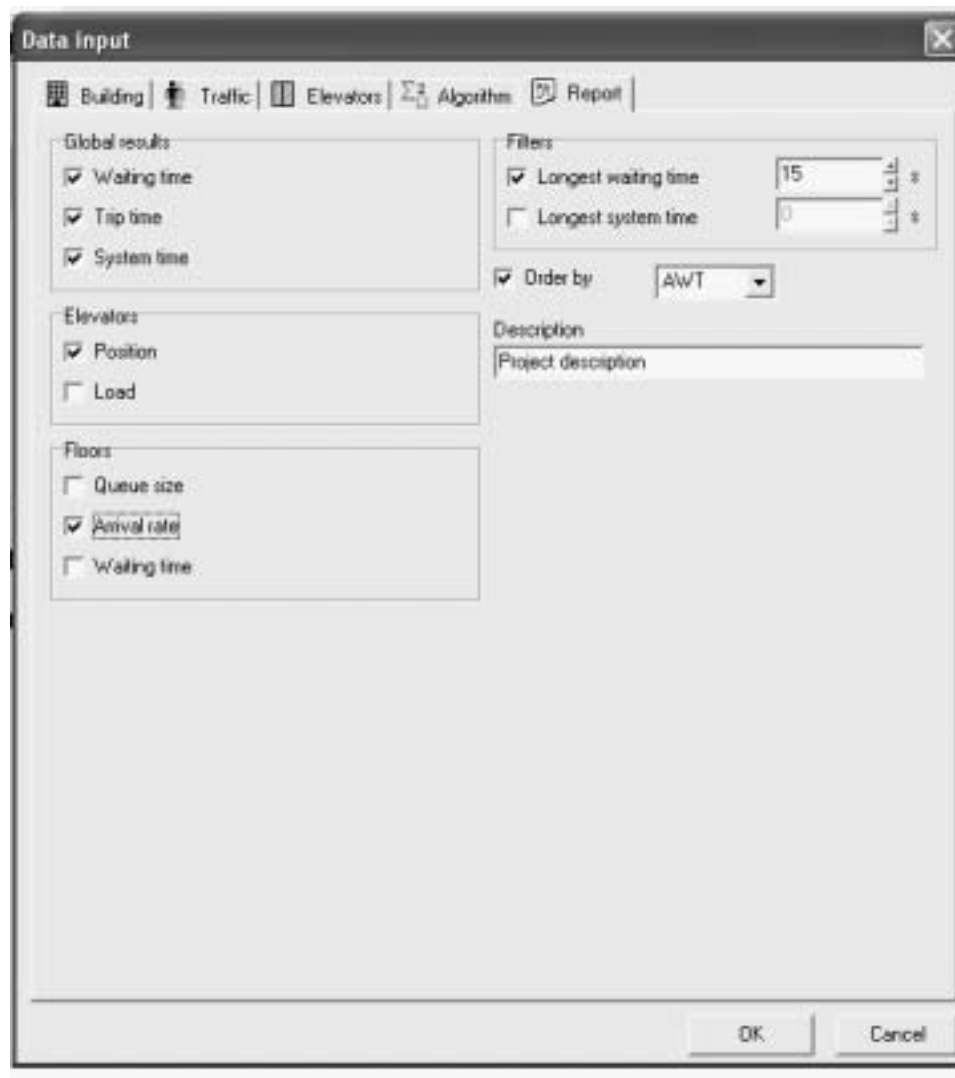 Data Input
Building Traffic Elevators Algorithm Report
Global results
Waiting time
Trip time
System time
Elevators
Position
Load
Floors
Queue size
Arrival rate
Waiting time
Filters
Longest waiting time 15 s
Longest system time 0 s
Order by AWT
Description
Project description
OK Cancel